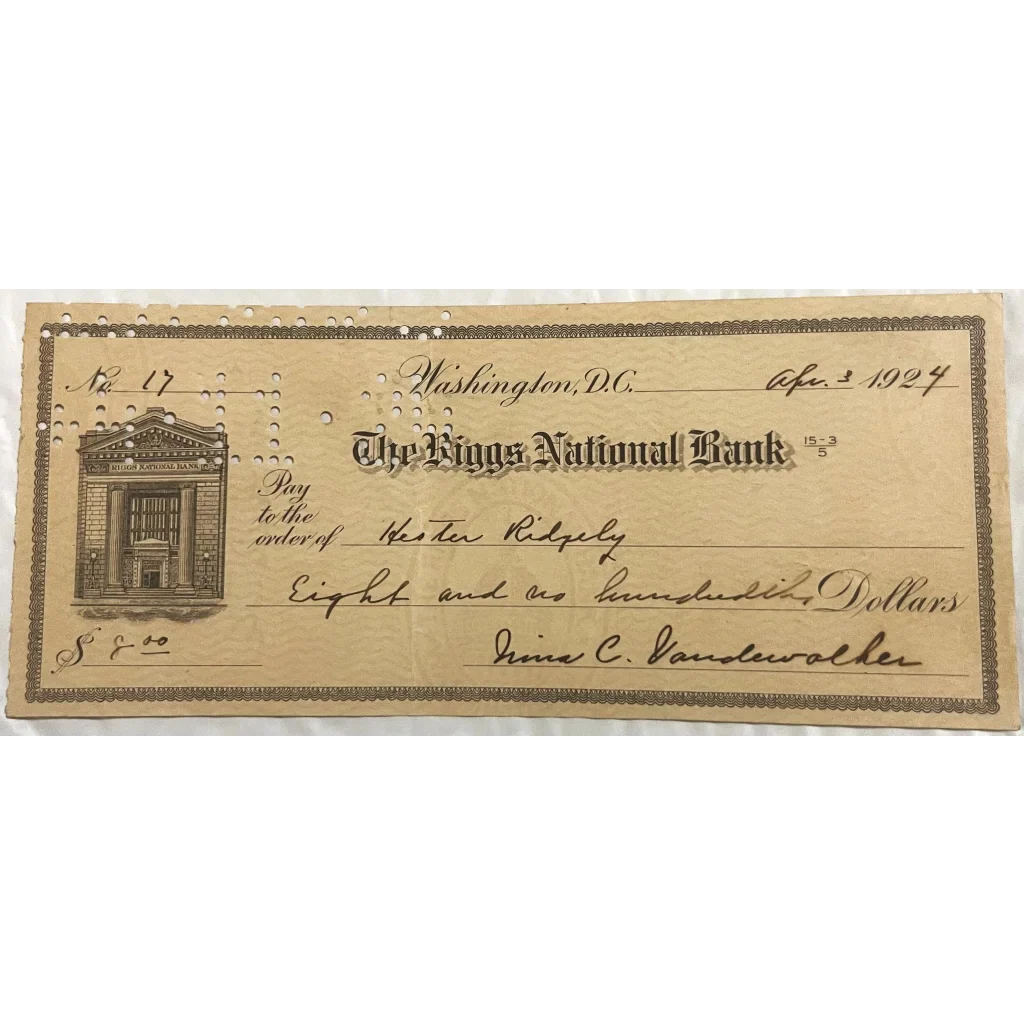 No. 17 Washington, D.C. Apr. 3 1924
RIGGS NATIONAL BANK
The Riggs National Bank 15-3/5
Pay
to the
order of Hester Ridgely
Eight and no hundredths Dollars
$ 8.00
Nina C. Vandewalker